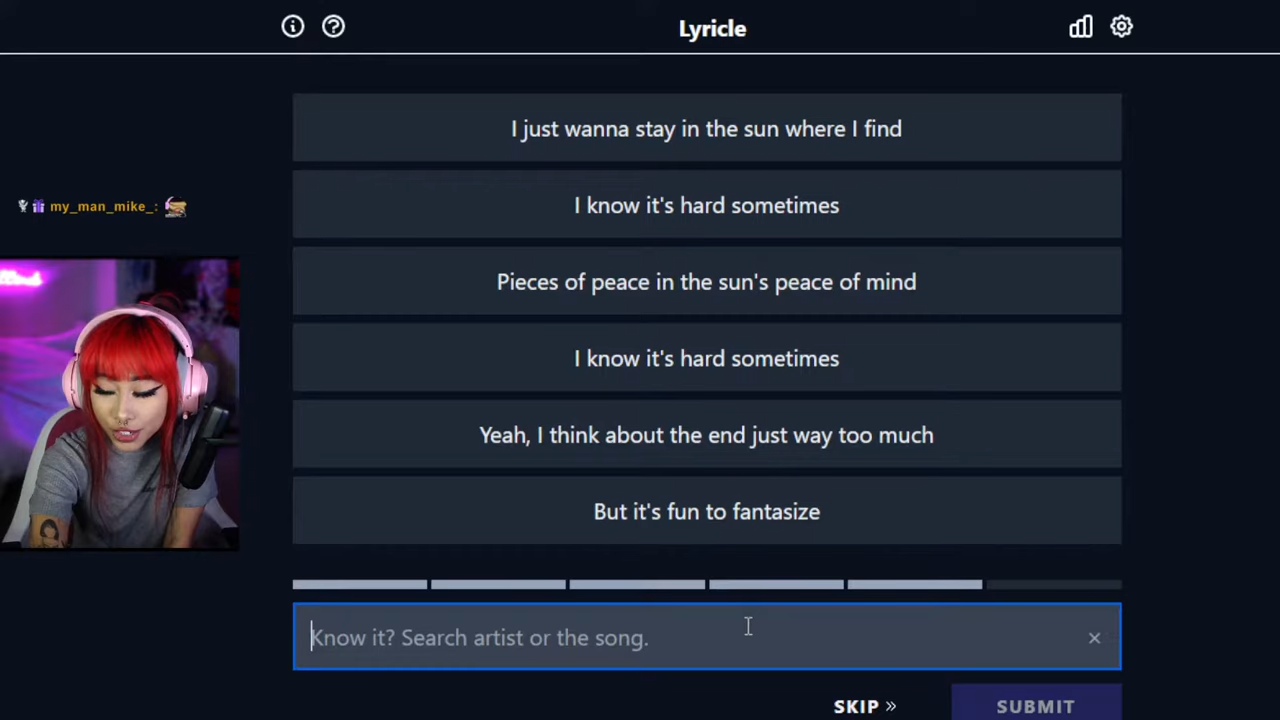 Lyricle
I just wanna stay in the sun where I find
I know it's hard sometimes
my_man_mike_:
Pieces of peace in the sun's peace of mind
I know it's hard sometimes
Yeah, I think about the end just way too much
But it's fun to fantasize
Know it? Search artist or the song.
SKIP »
SUBMIT